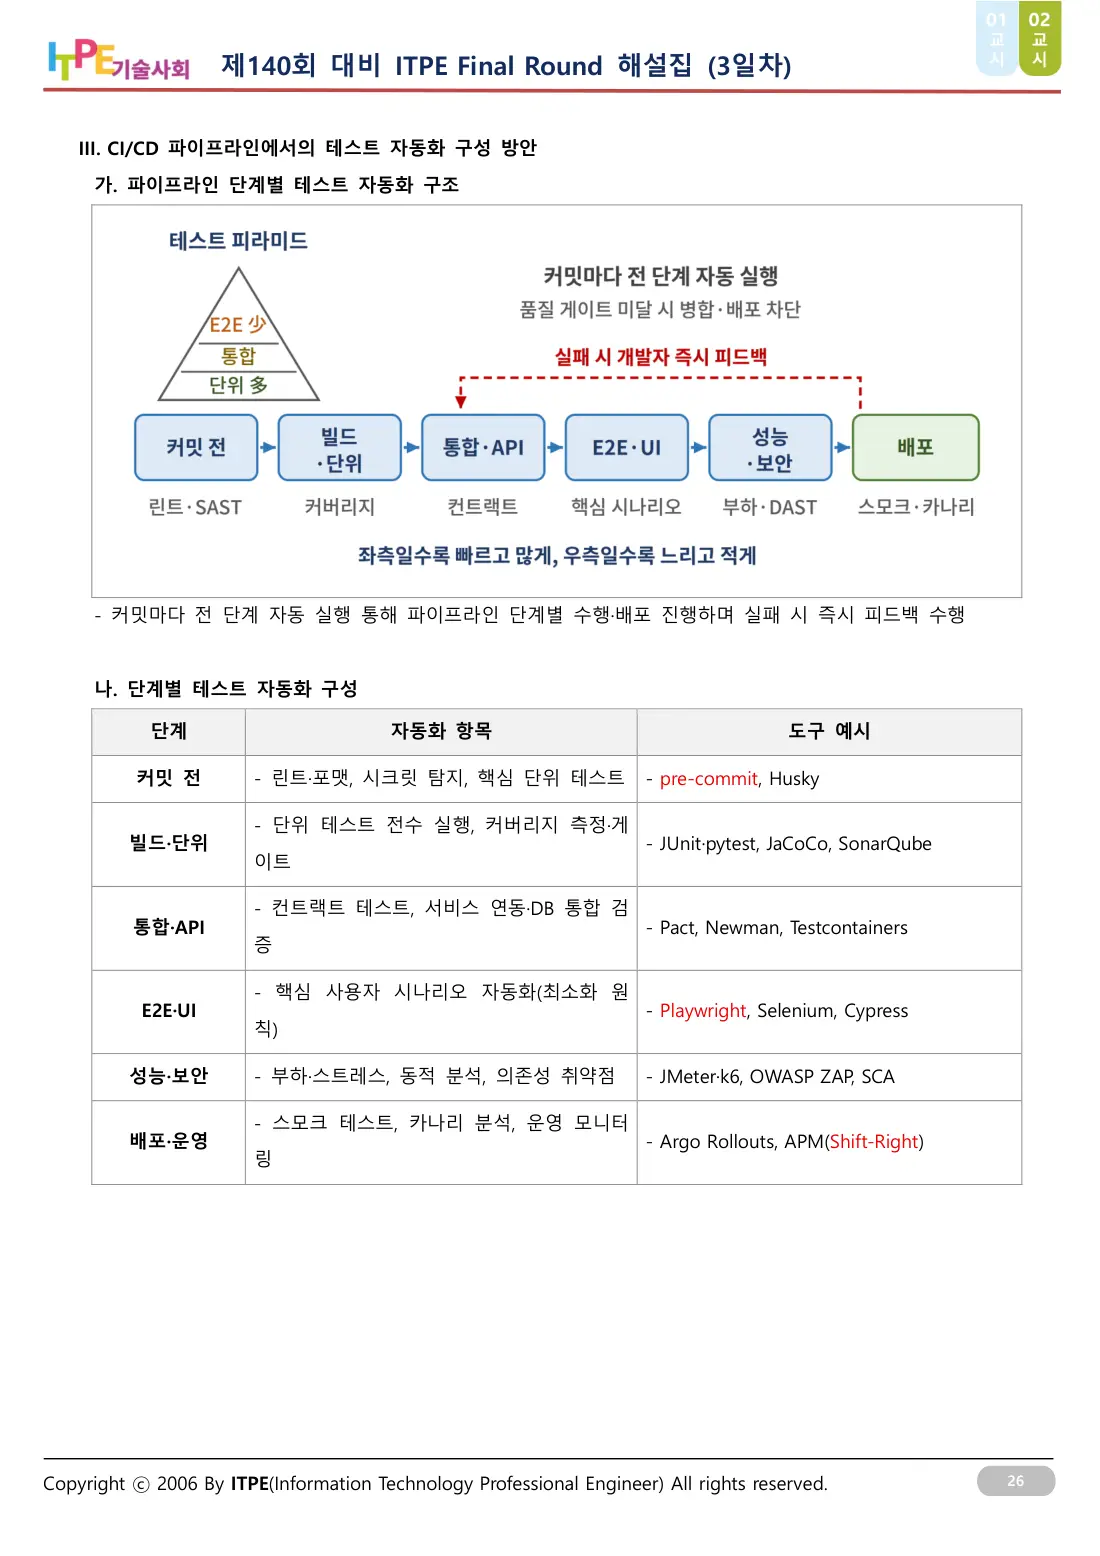 ITPE기술사회
제140회 대비 ITPE Final Round 해설집 (3일차)
01
교
시
02
교
시
III. CI/CD 파이프라인에서의 테스트 자동화 구성 방안
가. 파이프라인 단계별 테스트 자동화 구조
테스트 피라미드
E2E 少
통합
단위 多
커밋마다 전 단계 자동 실행
품질 게이트 미달 시 병합·배포 차단
실패 시 개발자 즉시 피드백
커밋 전
빌드
·단위
통합·API
E2E·UI
성능
·보안
배포
린트·SAST
커버리지
컨트랙트
핵심 시나리오
부하·DAST
스모크·카나리
좌측일수록 빠르고 많게, 우측일수록 느리고 적게
- 커밋마다 전 단계 자동 실행 통해 파이프라인 단계별 수행·배포 진행하며 실패 시 즉시 피드백 수행
나. 단계별 테스트 자동화 구성
단계 자동화 항목 도구 예시
커밋 전 - 린트·포맷, 시크릿 탐지, 핵심 단위 테스트 - pre-commit, Husky
- 단위 테스트 전수 실행, 커버리지 측정·게
이트
빌드·단위 - JUnit·pytest, JaCoCo, SonarQube
- 컨트랙트 테스트, 서비스 연동·DB 통합 검
증
통합·API - Pact, Newman, Testcontainers
- 핵심 사용자 시나리오 자동화(최소화 원
칙)
E2E·UI - Playwright, Selenium, Cypress
성능·보안 - 부하·스트레스, 동적 분석, 의존성 취약점 - JMeter·k6, OWASP ZAP, SCA
- 스모크 테스트, 카나리 분석, 운영 모니터
링
배포·운영 - Argo Rollouts, APM(Shift-Right)
Copyright ⓒ 2006 By ITPE(Information Technology Professional Engineer) All rights reserved.
26